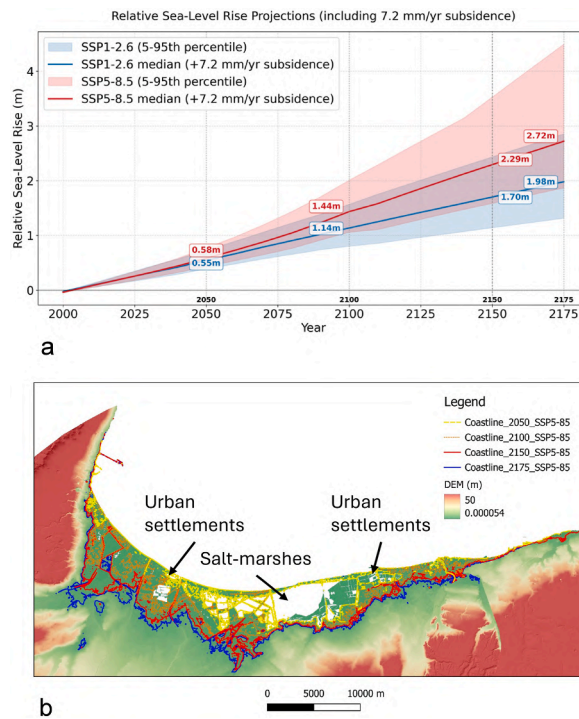 Relative Sea-Level Rise Projections (including 7.2 mm/yr subsidence)
SSP1-2.6 (5-95th percentile)
SSP1-2.6 median (+7.2 mm/yr subsidence)
SSP5-8.5 (5-95th percentile)
SSP5-8.5 median (+7.2 mm/yr subsidence)
Relative Sea-Level Rise (m)
4
3
2
1
0
2.72m
2.29m
1.98m
1.70m
1.44m
1.14m
0.58m
0.55m
2050
2100
2150
2175
2000
2025
2050
2075
2100
2125
2150
2175
Year
a
Legend
Coastline_2050_SSP5-85
Coastline_2100_SSP5-85
Coastline_2150_SSP5-85
Coastline_2175_SSP5-85
DEM (m)
50
0.000054
Urban
settlements
Salt-marshes
Urban
settlements
0
5000
10000 m
b